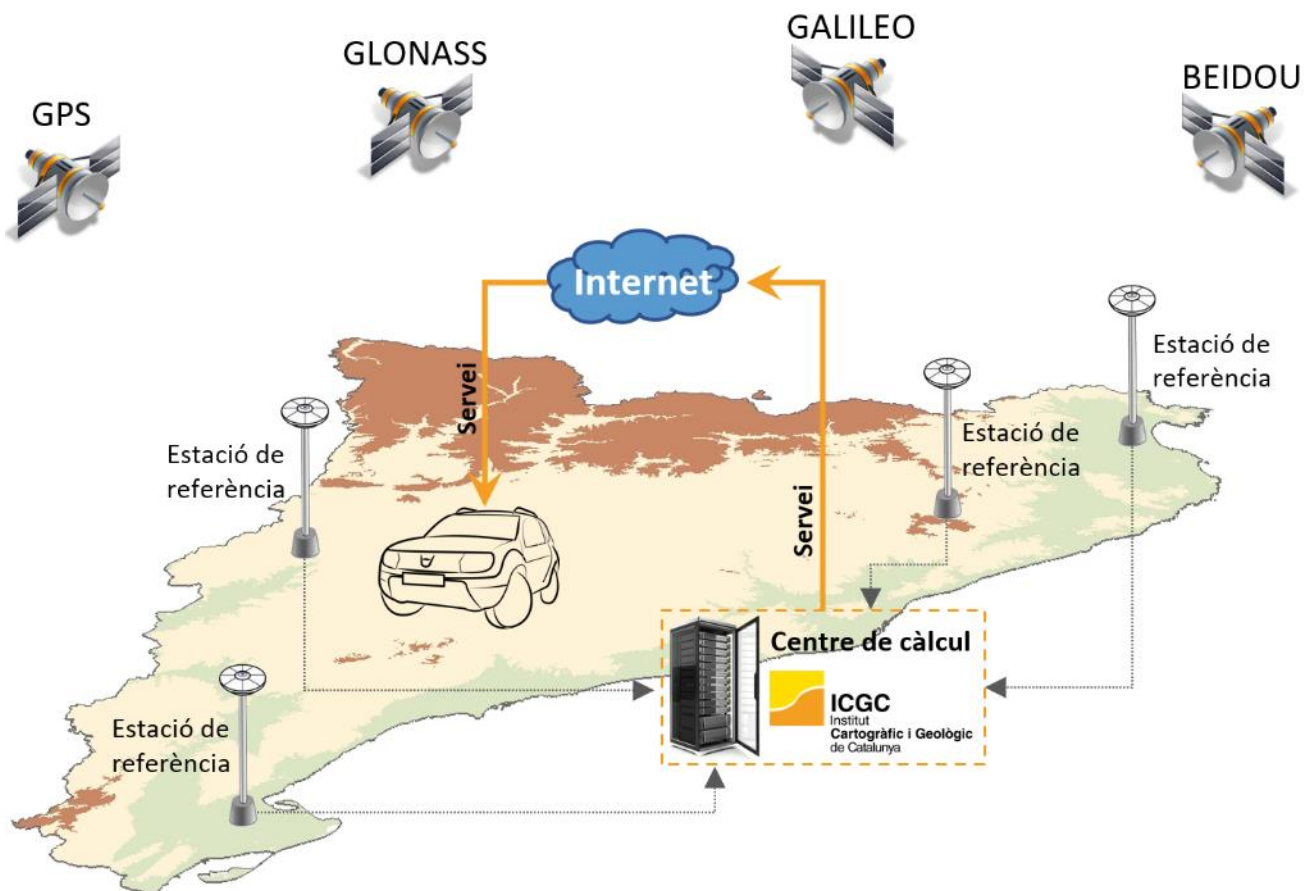 GPS
GLONASS
GALILEO
BEIDOU
Internet
Servei
Servei
Estació de
referència
Estació de
referència
Estació de
referència
Estació de
referència
Centre de càlcul
ICGC
Institut
Cartogràfic i Geològic
de Catalunya